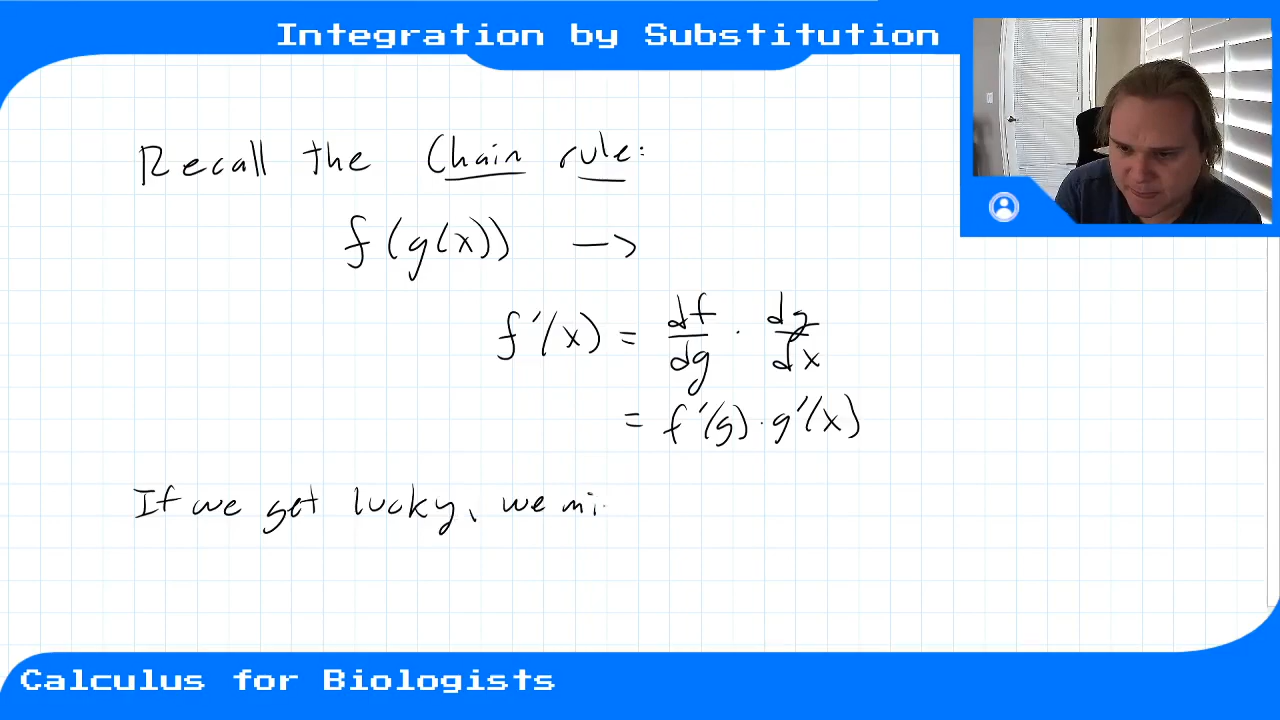 Integration by Substitution
Recall the Chain rule:
f(g(x)) →
f'(x) = df/dg · dg/dx
= f'(g) · g'(x)
If we get lucky, we mi
Calculus for Biologists